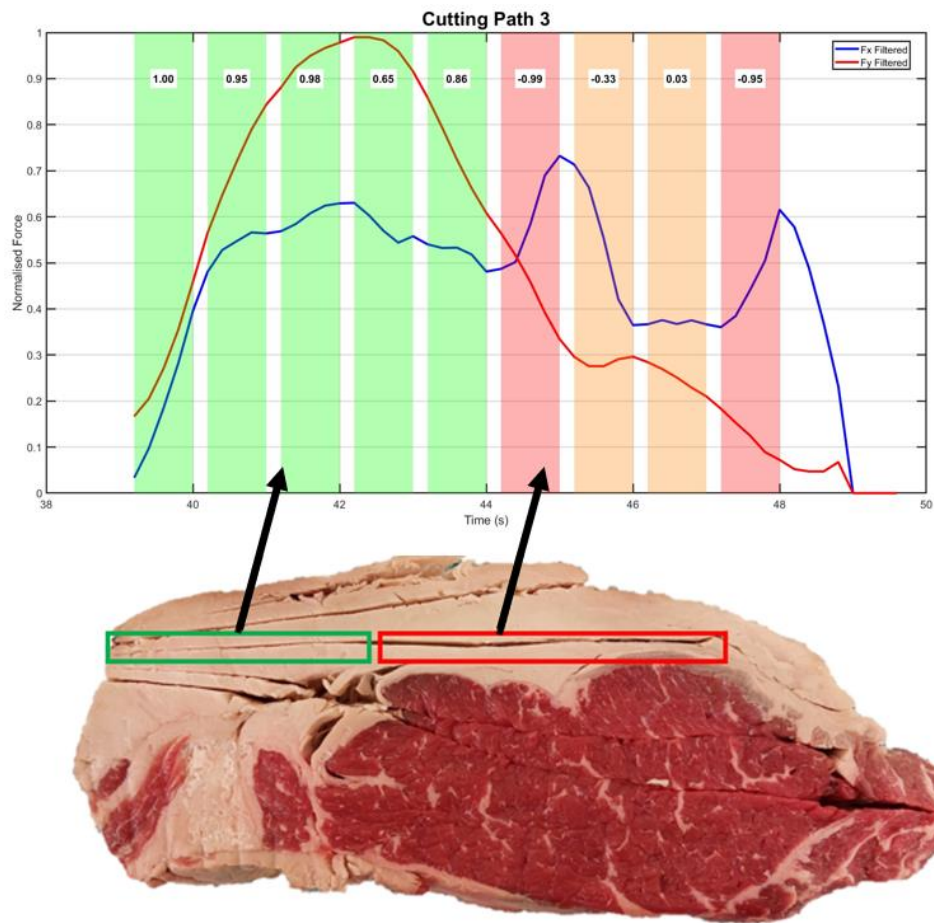 Cutting Path 3
Fx Filtered
Fy Filtered
1.00 0.95 0.98 0.65 0.86 -0.99 -0.33 0.03 -0.95
Normalised Force
1
0.9
0.8
0.7
0.6
0.5
0.4
0.3
0.2
0.1
0
38 40 42 44 46 48 50
Time (s)